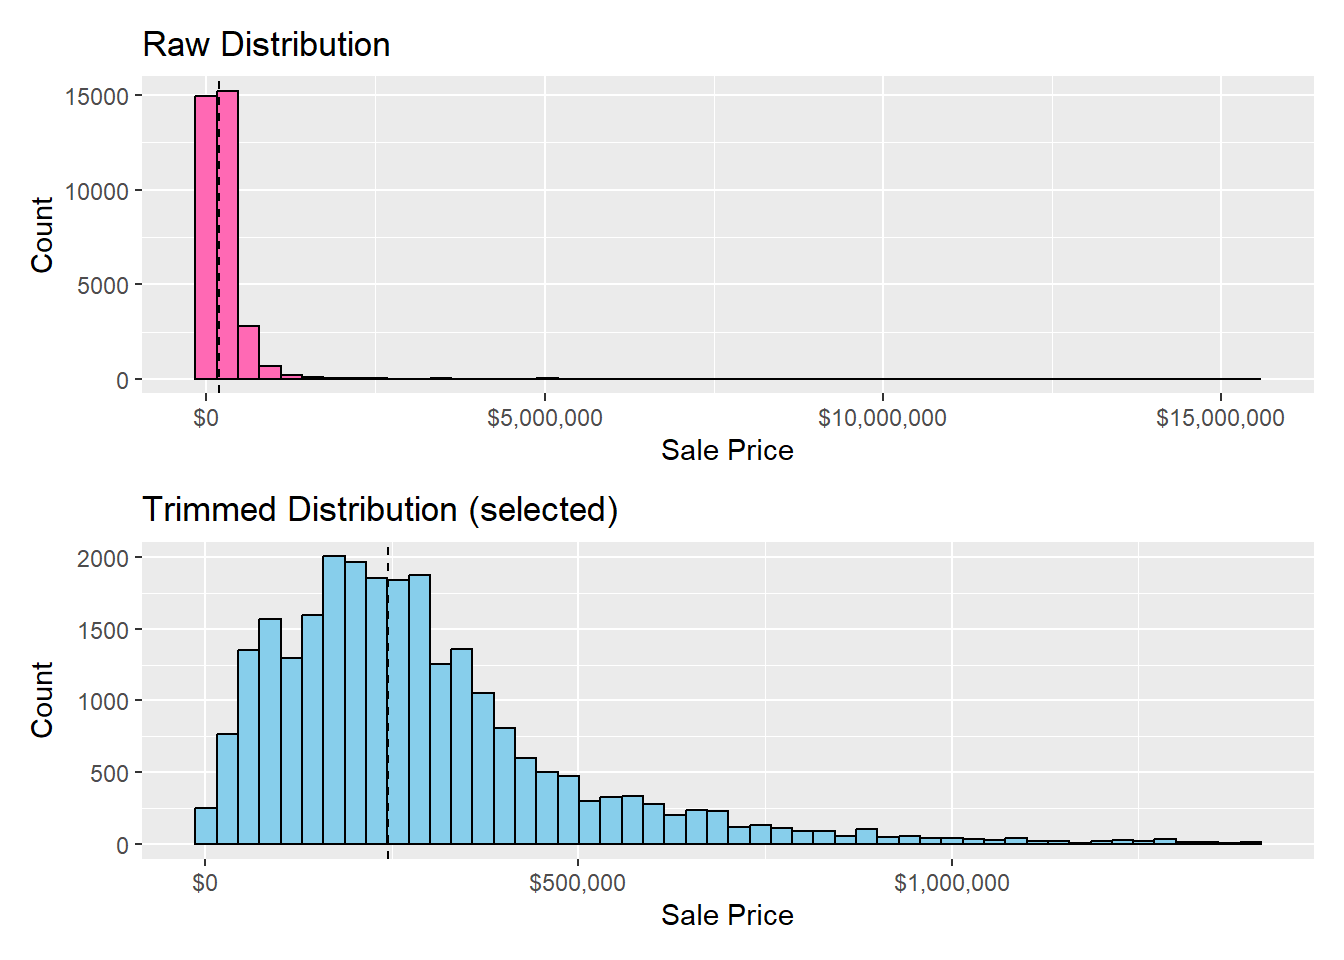 Raw Distribution
15000
10000
5000
0
Count
$0 $5,000,000 $10,000,000 $15,000,000
Sale Price
Trimmed Distribution (selected)
2000
1500
1000
500
0
Count
$0 $500,000 $1,000,000
Sale Price